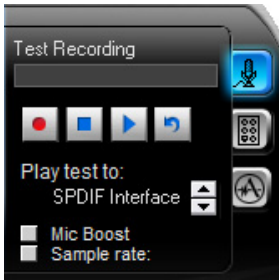 Test Recording
Play test to:
SPDIF Interface
Mic Boost
Sample rate: